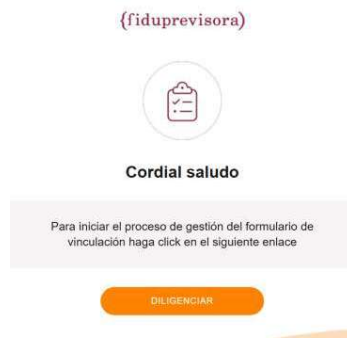 {fiduprevisora)
Cordial saludo
Para iniciar el proceso de gestión del formulario de
vinculación haga click en el siguiente enlace
DILIGENCIAR